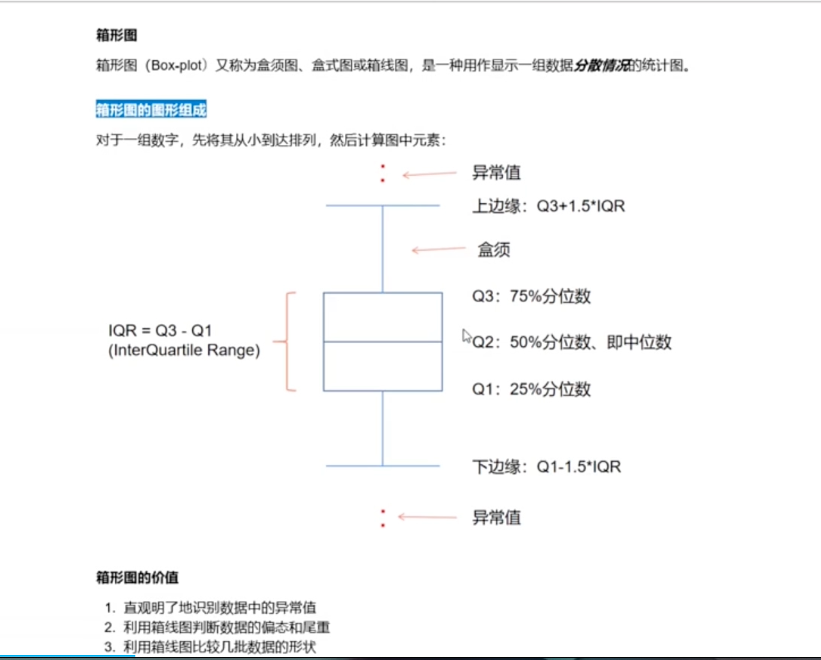 箱形图
箱形图（Box-plot）又称为盒须图、盒式图或箱线图，是一种用作显示一组数据分散情况的统计图。
箱形图的图形组成
对于一组数字，先将其从小到达排列，然后计算图中元素：
异常值
上边缘：Q3+1.5*IQR
盒须
Q3：75%分位数
IQR = Q3 - Q1
(InterQuartile Range)
Q2：50%分位数、即中位数
Q1：25%分位数
下边缘：Q1-1.5*IQR
异常值
箱形图的价值
1. 直观明了地识别数据中的异常值
2. 利用箱线图判断数据的偏态和尾重
3. 利用箱线图比较几批数据的形状